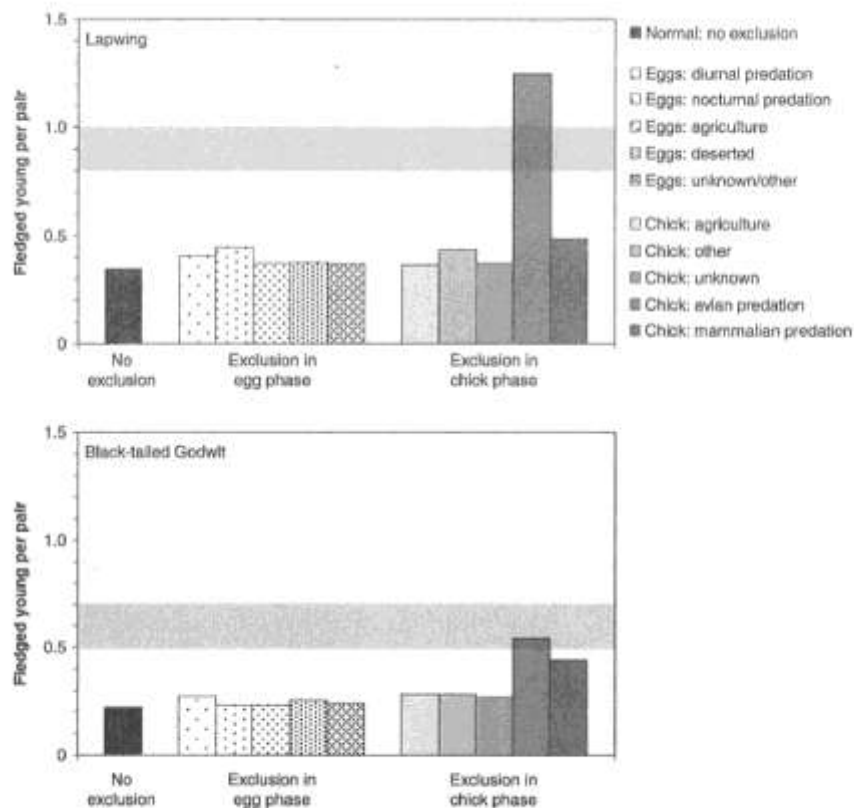 1.5
Lapwing
1.0
0.5
0
Fledged young per pair
No
exclusion
Exclusion in
egg phase
Exclusion in
chick phase
Normal: no exclusion
Eggs: diurnal predation
Eggs: nocturnal predation
Eggs: agriculture
Eggs: deserted
Eggs: unknown/other
Chick: agriculture
Chick: other
Chick: unknown
Chick: avian predation
Chick: mammalian predation
1.5
Black-tailed Godwit
1.0
0.5
0
Fledged young per pair
No
exclusion
Exclusion in
egg phase
Exclusion in
chick phase